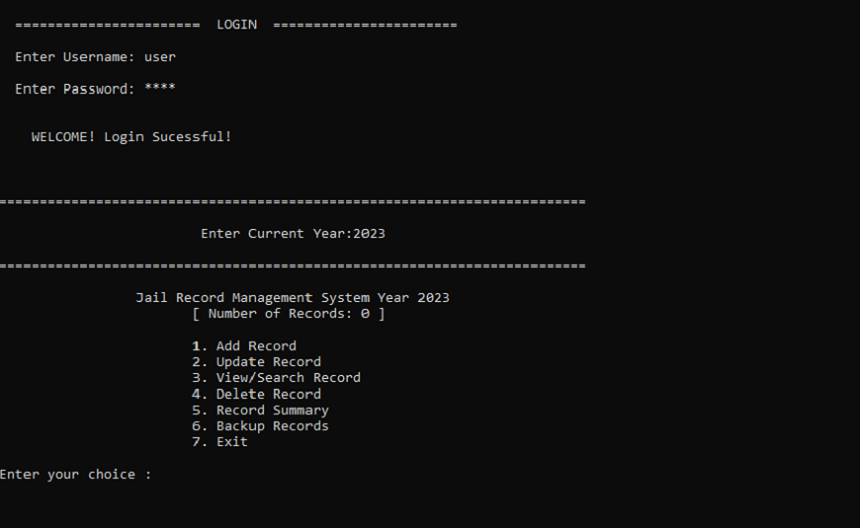 ======================= LOGIN =======================
Enter Username: user
Enter Password: ****
WELCOME! Login Sucessful!
=========================================================================
Enter Current Year:2023
=========================================================================
Jail Record Management System Year 2023
[ Number of Records: 0 ]
1. Add Record
2. Update Record
3. View/Search Record
4. Delete Record
5. Record Summary
6. Backup Records
7. Exit
Enter your choice :